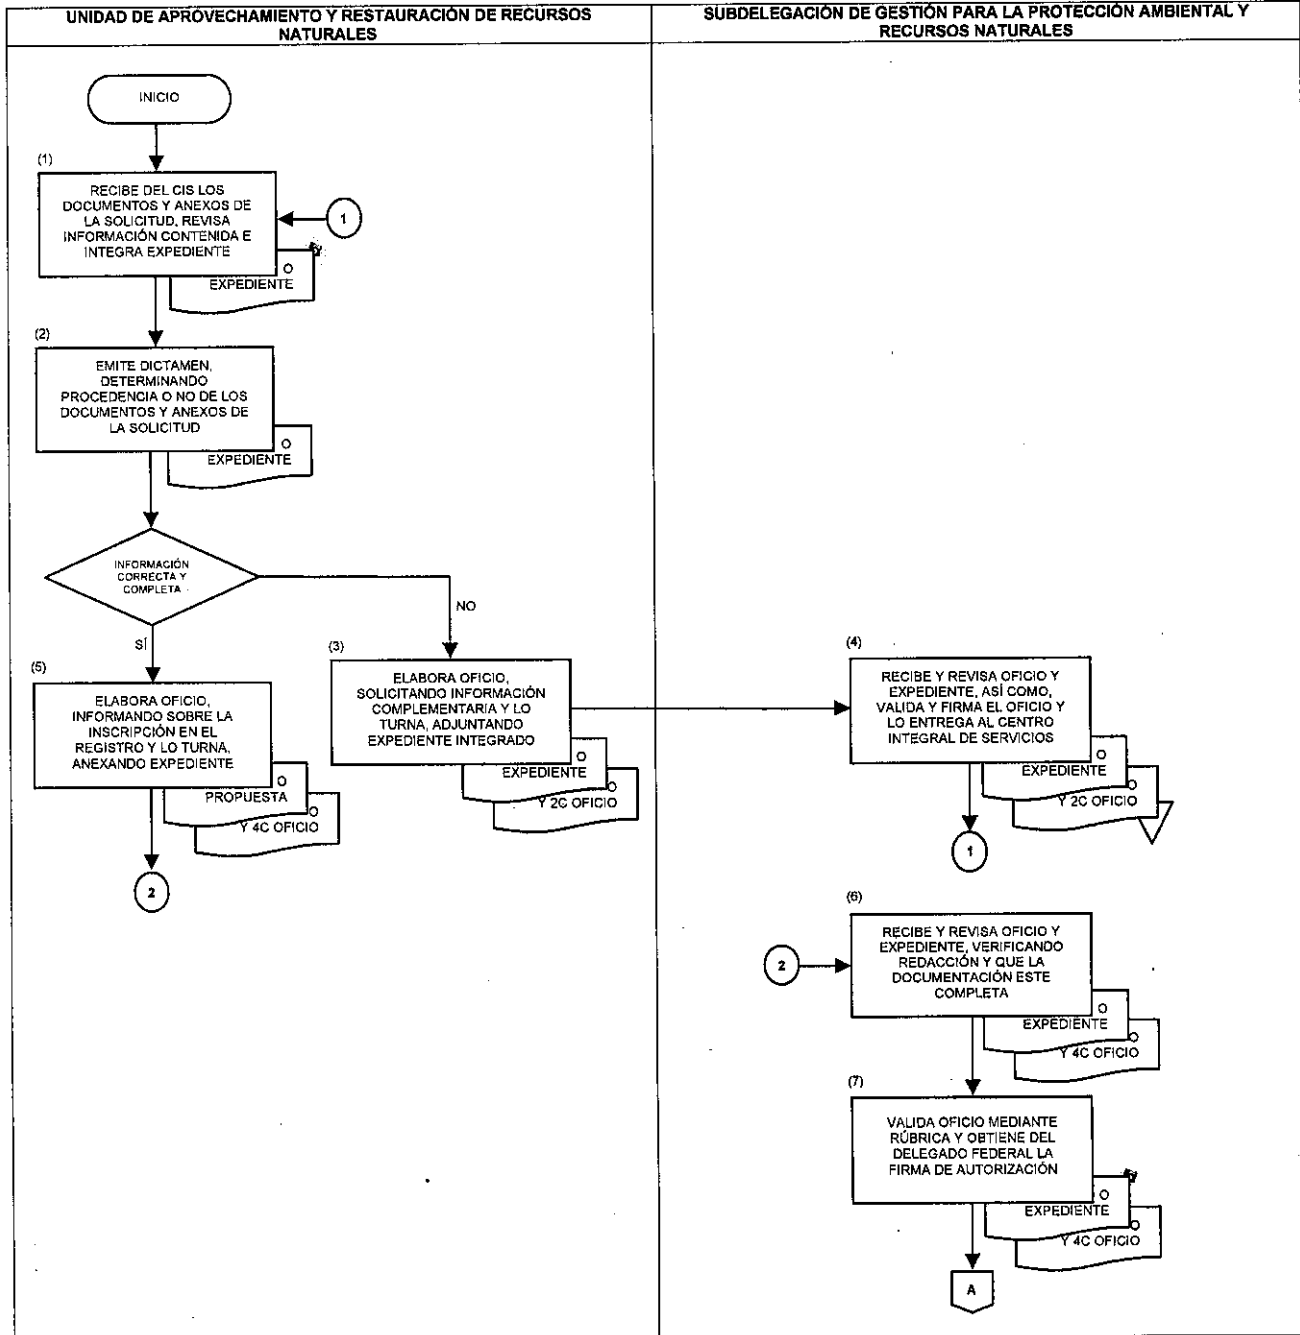 UNIDAD DE APROVECHAMIENTO Y RESTAURACIÓN DE RECURSOS
NATURALES
SUBDELEGACIÓN DE GESTIÓN PARA LA PROTECCIÓN AMBIENTAL Y
RECURSOS NATURALES
INICIO
(1)
RECIBE DEL CIS LOS
DOCUMENTOS Y ANEXOS DE
LA SOLICITUD, REVISA
INFORMACIÓN CONTENIDA E
INTEGRA EXPEDIENTE
1
O
EXPEDIENTE
(2)
EMITE DICTAMEN,
DETERMINANDO
PROCEDENCIA O NO DE LOS
DOCUMENTOS Y ANEXOS DE
LA SOLICITUD
O
EXPEDIENTE
INFORMACIÓN
CORRECTA Y
COMPLETA
NO
SÍ
(3)
ELABORA OFICIO,
SOLICITANDO INFORMACIÓN
COMPLEMENTARIA Y LO
TURNA, ADJUNTANDO
EXPEDIENTE INTEGRADO
O
EXPEDIENTE
O
Y 2C OFICIO
(4)
RECIBE Y REVISA OFICIO Y
EXPEDIENTE, ASÍ COMO,
VALIDA Y FIRMA EL OFICIO Y
LO ENTREGA AL CENTRO
INTEGRAL DE SERVICIOS
O
EXPEDIENTE
O
Y 2C OFICIO
1
(5)
ELABORA OFICIO,
INFORMANDO SOBRE LA
INSCRIPCIÓN EN EL
REGISTRO Y LO TURNA,
ANEXANDO EXPEDIENTE
O
PROPUESTA
O
Y 4C OFICIO
2
(6)
2
RECIBE Y REVISA OFICIO Y
EXPEDIENTE, VERIFICANDO
REDACCIÓN Y QUE LA
DOCUMENTACIÓN ESTE
COMPLETA
O
EXPEDIENTE
O
Y 4C OFICIO
(7)
VALIDA OFICIO MEDIANTE
RÚBRICA Y OBTIENE DEL
DELEGADO FEDERAL LA
FIRMA DE AUTORIZACIÓN
O
EXPEDIENTE
O
Y 4C OFICIO
A